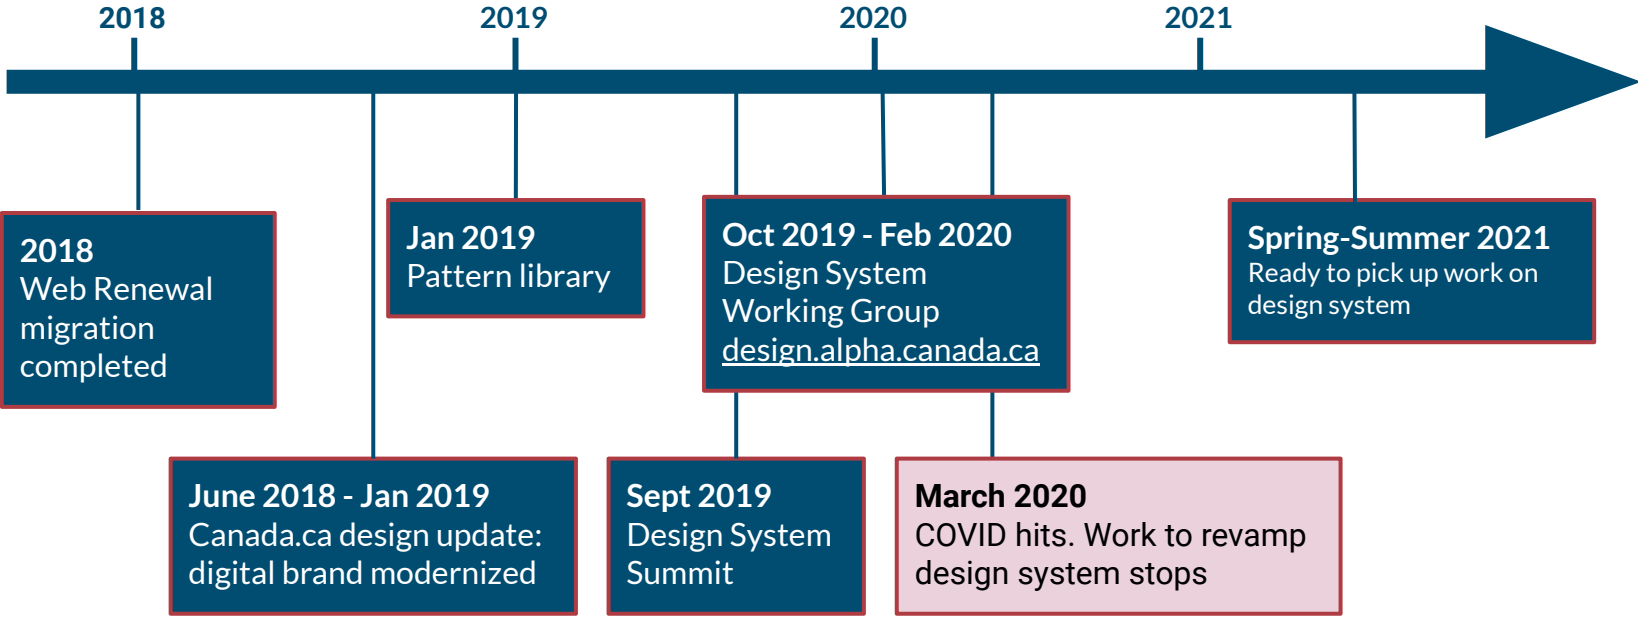 2018
2019
2020
2021
2018
Web Renewal
migration
completed
Jan 2019
Pattern library
Oct 2019 - Feb 2020
Design System
Working Group
design.alpha.canada.ca
Spring-Summer 2021
Ready to pick up work on
design system
June 2018 - Jan 2019
Canada.ca design update:
digital brand modernized
Sept 2019
Design System
Summit
March 2020
COVID hits. Work to revamp
design system stops